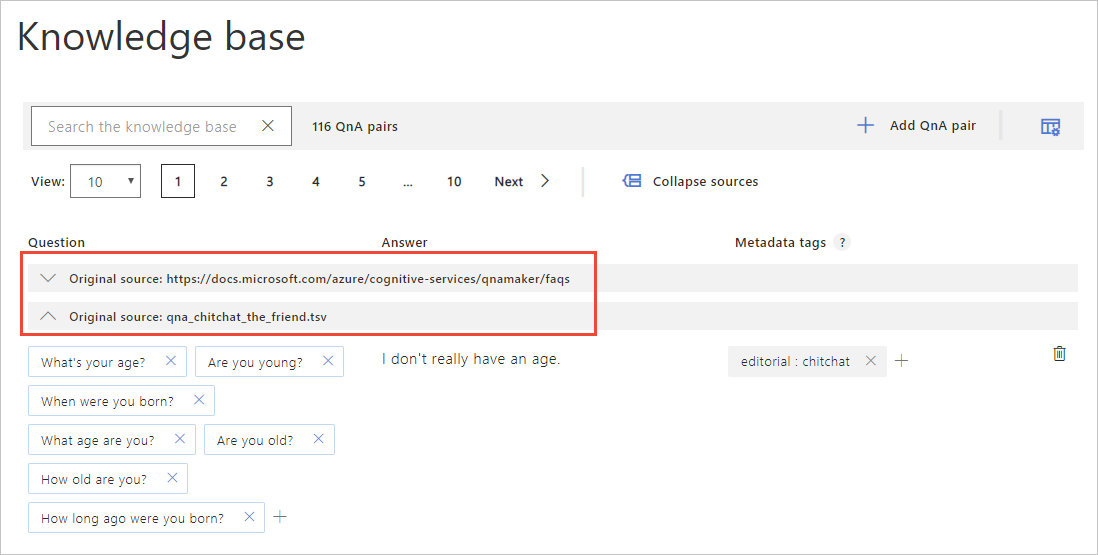 Knowledge base
Search the knowledge base
116 QnA pairs
Add QnA pair
View: 10 1 2 3 4 5 ... 10 Next
Collapse sources
Question Answer Metadata tags ?
Original source: https://docs.microsoft.com/azure/cognitive-services/qnamaker/faqs
Original source: qna_chitchat_the_friend.tsv
What's your age? Are you young? I don't really have an age. editorial : chitchat
When were you born?
What age are you? Are you old?
How old are you?
How long ago were you born?